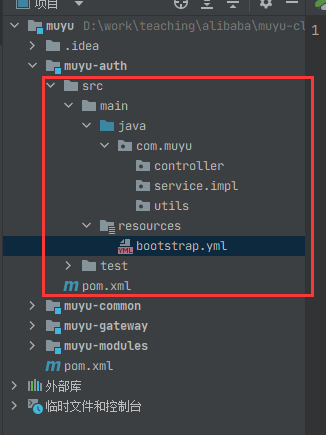 项目
1
muyu D:\work\teaching\alibaba\muyu-cl
.idea
muyu-auth
src
main
java
com.muyu
controller
service.impl
utils
resources
YML bootstrap.yml
test
m pom.xml
muyu-common
muyu-gateway
muyu-modules
m pom.xml
外部库
临时文件和控制台